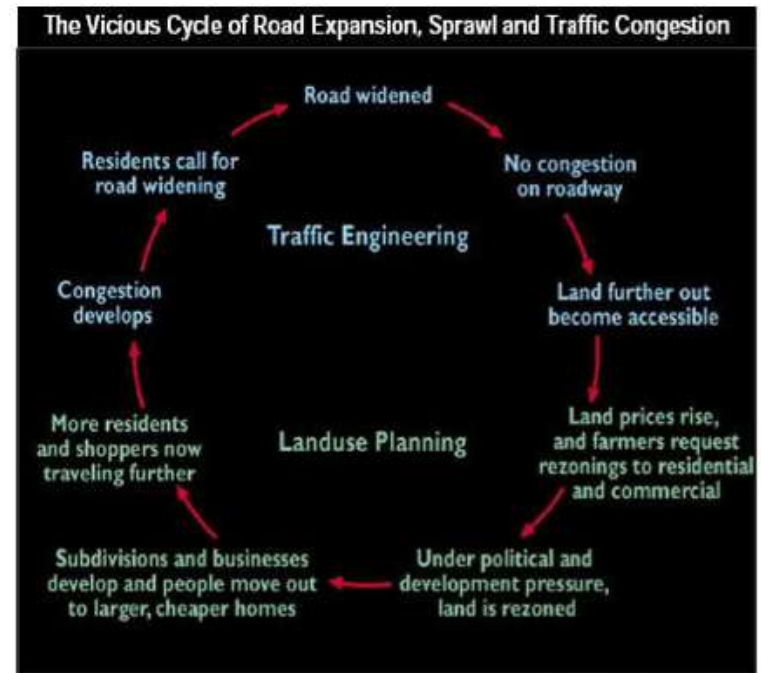 The Vicious Cycle of Road Expansion, Sprawl and Traffic Congestion
Road widened
No congestion
on roadway
Land further out
become accessible
Land prices rise,
and farmers request
rezonings to residential
and commercial
Under political and
development pressure,
land is rezoned
Subdivisions and businesses
develop and people move out
to larger, cheaper homes
More residents
and shoppers now
traveling further
Congestion
develops
Residents call for
road widening
Traffic Engineering
Landuse Planning